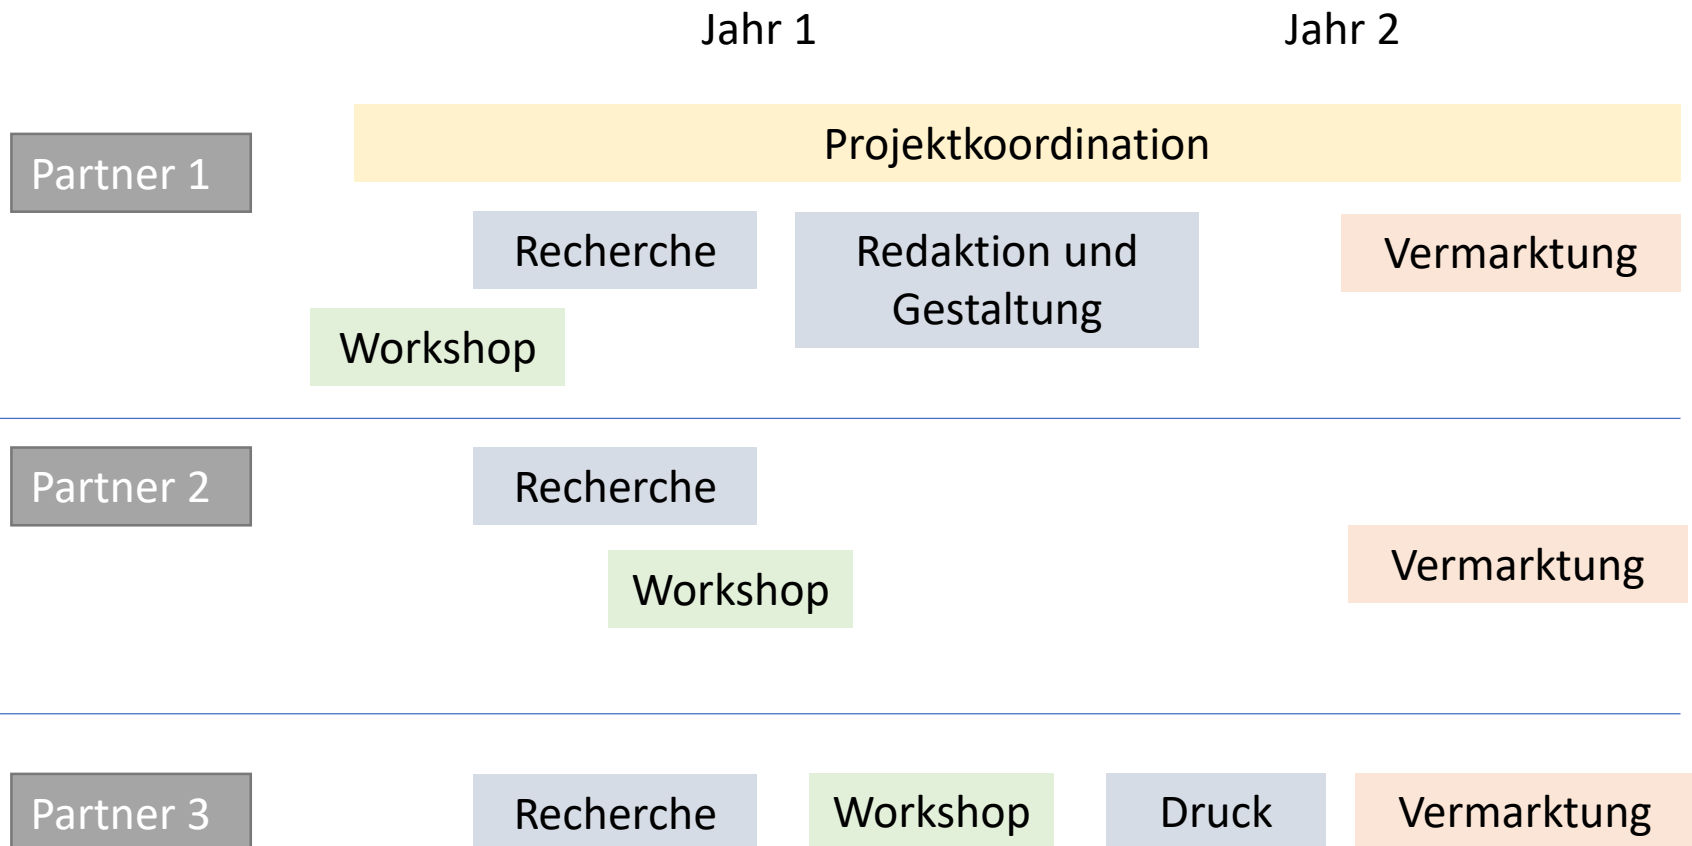 Jahr 1
Jahr 2
Projektkoordination
Partner 1
Recherche
Redaktion und
Gestaltung
Vermarktung
Workshop
Partner 2
Recherche
Vermarktung
Workshop
Partner 3
Recherche
Workshop
Druck
Vermarktung